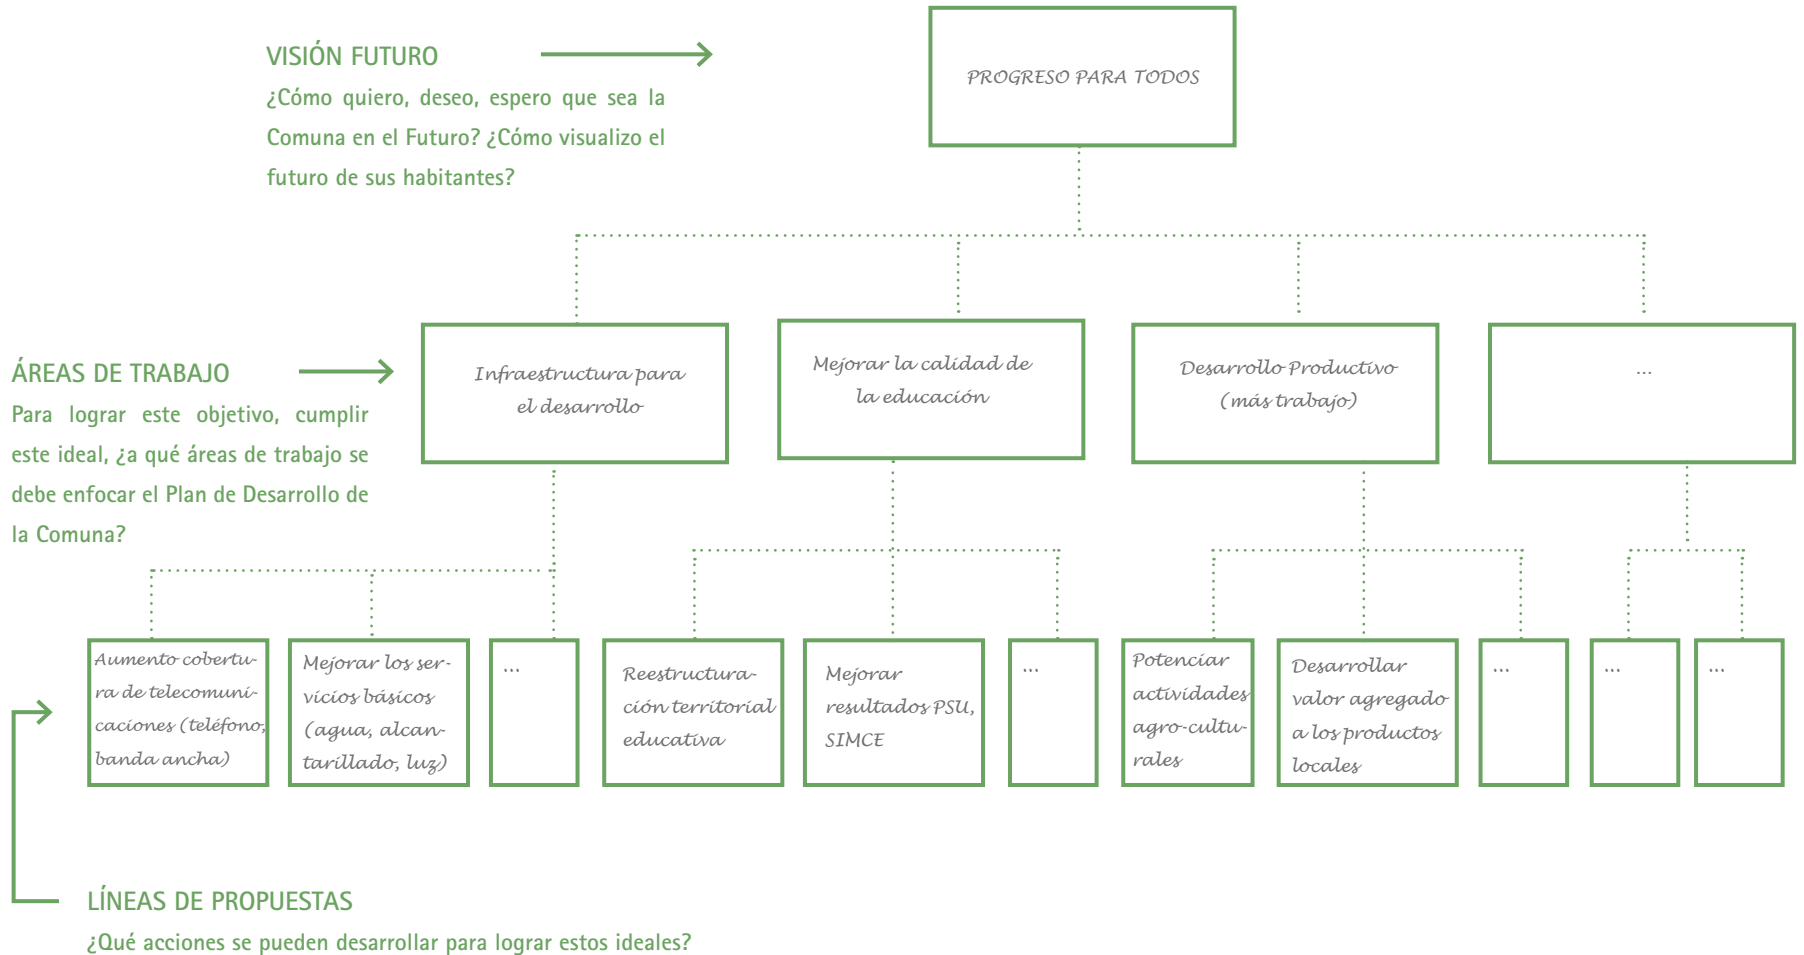 VISIÓN FUTURO
¿Cómo quiero, deseo, espero que sea la
Comuna en el Futuro? ¿Cómo visualizo el
futuro de sus habitantes?
PROGRESO PARA TODOS
ÁREAS DE TRABAJO
Para lograr este objetivo, cumplir
este ideal, ¿a qué áreas de trabajo se
debe enfocar el Plan de Desarrollo de
la Comuna?
Infraestructura para
el desarrollo
Mejorar la calidad de
la educación
Desarrollo Productivo
(más trabajo)
...
Aumento cobertu-
ra de telecomuni-
caciones (teléfono,
banda ancha)
Mejorar los ser-
vicios básicos
(agua, alcan-
tarillado, luz)
...
Reestructura-
ción territorial
educativa
Mejorar
resultados PSU,
SIMCE
...
Potenciar
actividades
agro-cultu-
rales
Desarrollar
valor agregado
a los productos
locales
...
...
...
LÍNEAS DE PROPUESTAS
¿Qué acciones se pueden desarrollar para lograr estos ideales?